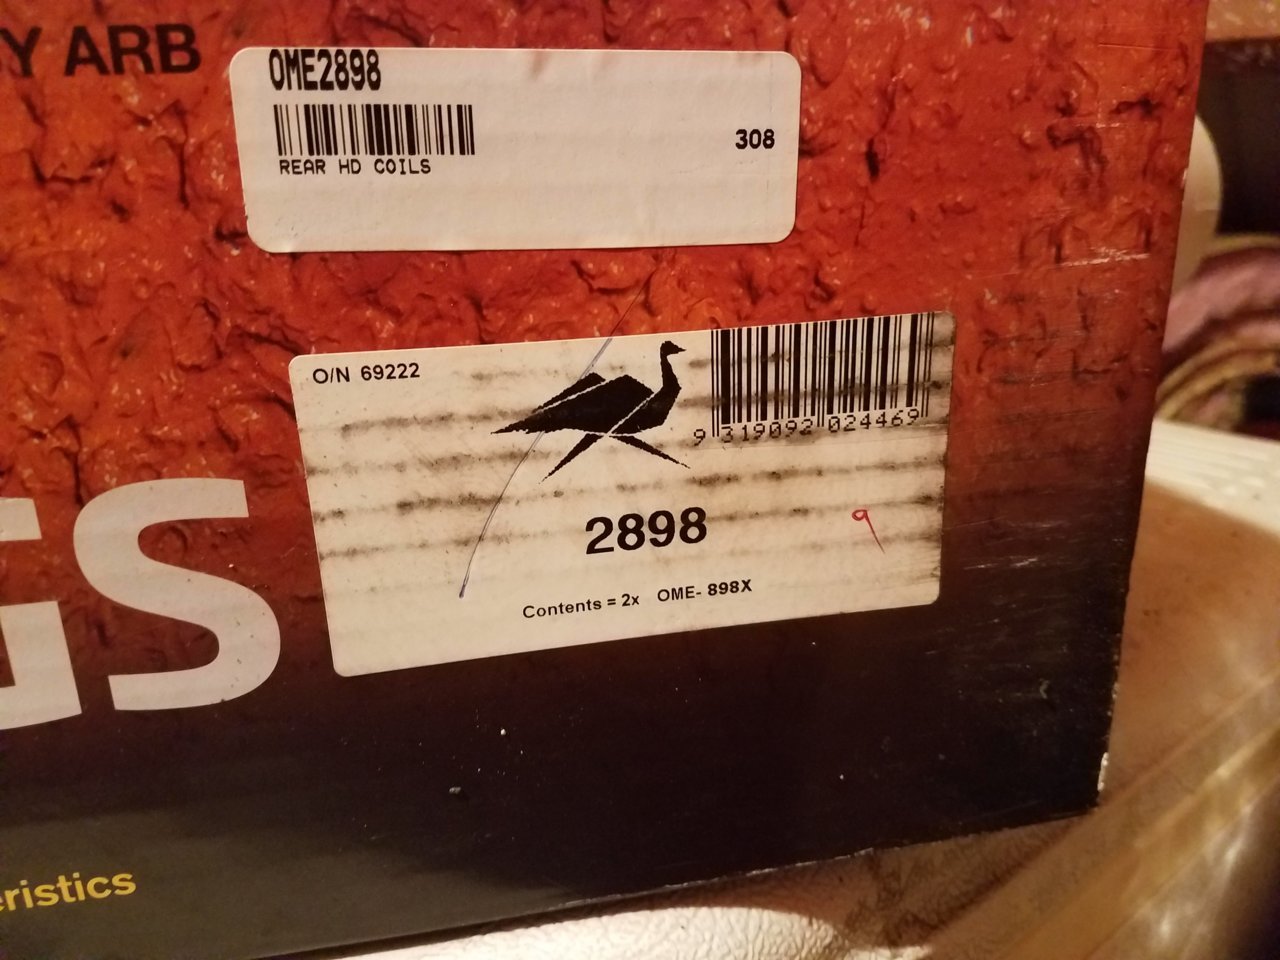 Y ARB
OME2898
308
REAR HD COILS
O/N 69222
9 319092 024469
2898
9
Contents = 2x OME- 898X
GS
eristics